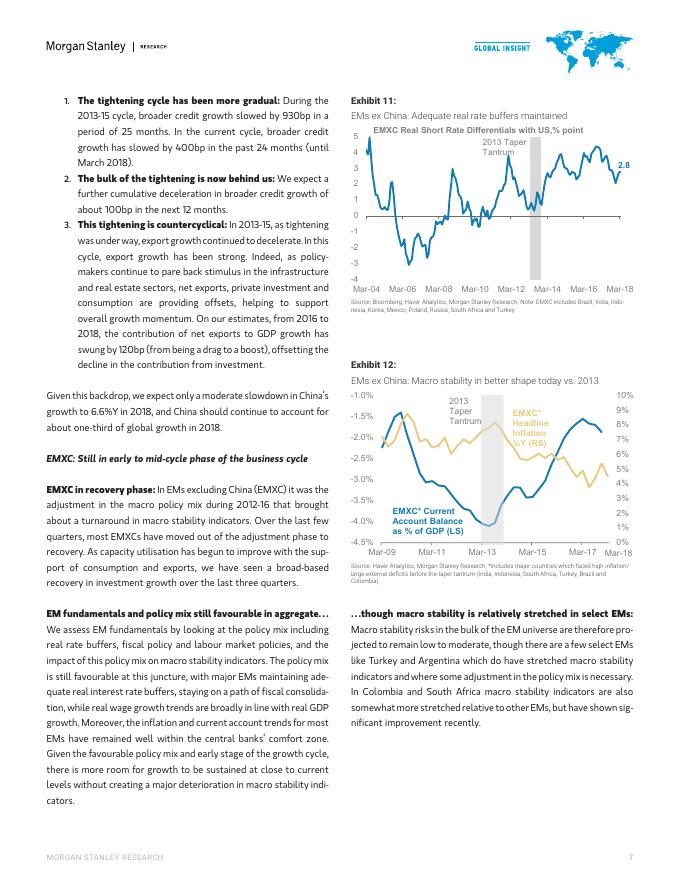 Morgan Stanley | RESEARCH
GLOBAL INSIGHT
1. The tightening cycle has been more gradual: During the
2013-15 cycle, broader credit growth slowed by 930bp in a
period of 25 months. In the current cycle, broader credit
growth has slowed by 400bp in the past 24 months (until
March 2018).
2. The bulk of the tightening is now behind us: We expect a
further cumulative deceleration in broader credit growth of
about 100bp in the next 12 months.
3. This tightening is countercyclical: In 2013-15, as tightening
was under way, export growth continued to decelerate. In this
cycle, export growth has been strong. Indeed, as policy-
makers continue to pare back stimulus in the infrastructure
and real estate sectors, net exports, private investment and
consumption are providing offsets, helping to support
overall growth momentum. On our estimates, from 2016 to
2018, the contribution of net exports to GDP growth has
swung by 120bp (from being a drag to a boost), offsetting the
decline in the contribution from investment.
Given this backdrop, we expect only a moderate slowdown in China's
growth to 6.6%Y in 2018, and China should continue to account for
about one-third of global growth in 2018.
EMXC: Still in early to mid-cycle phase of the business cycle
EMXC in recovery phase: In EMs excluding China (EMXC) it was the
adjustment in the macro policy mix during 2012-16 that brought
about a turnaround in macro stability indicators. Over the last few
quarters, most EMXCs have moved out of the adjustment phase to
recovery. As capacity utilisation has begun to improve with the sup-
port of consumption and exports, we have seen a broad-based
recovery in investment growth over the last three quarters.
EM fundamentals and policy mix still favourable in aggregate…
We assess EM fundamentals by looking at the policy mix including
real rate buffers, fiscal policy and labour market policies, and the
impact of this policy mix on macro stability indicators. The policy mix
is still favourable at this juncture, with major EMs maintaining ade-
quate real interest rate buffers, staying on a path of fiscal consolida-
tion, while real wage growth trends are broadly in line with real GDP
growth. Moreover, the inflation and current account trends for most
EMs have remained well within the central banks' comfort zone.
Given the favourable policy mix and early stage of the growth cycle,
there is more room for growth to be sustained at close to current
levels without creating a major deterioration in macro stability indi-
cators.
Exhibit 11:
EMs ex China: Adequate real rate buffers maintained
EMXC Real Short Rate Differentials with US,% point
2013 Taper
Tantrum
5
4
3
2
1
0
-1
-2
-3
-4
2.8
Mar-04 Mar-06 Mar-08 Mar-10 Mar-12 Mar-14 Mar-16 Mar-18
Source: Bloomberg, Haver Analytics, Morgan Stanley Research; Note: EMXC includes Brazil, India, Indo-
nesia, Korea, Mexico, Poland, Russia, South Africa and Turkey.
Exhibit 12:
EMs ex China: Macro stability in better shape today vs. 2013
-1.0%
-1.5%
-2.0%
-2.5%
-3.0%
-3.5%
-4.0%
-4.5%
2013
Taper
Tantrum
EMXC*
Headline
Inflation
%Y (RS)
EMXC* Current
Account Balance
as % of GDP (LS)
10%
9%
8%
7%
6%
5%
4%
3%
2%
1%
0%
Mar-09 Mar-11 Mar-13 Mar-15 Mar-17 Mar-18
Source: Haver Analytics, Morgan Stanley Research; *Includes major countries which faced high inflation/
large external deficits before the taper tantrum (India, Indonesia, South Africa, Turkey, Brazil and
Colombia).
…though macro stability is relatively stretched in select EMs:
Macro stability risks in the bulk of the EM universe are therefore pro-
jected to remain low to moderate, though there are a few select EMs
like Turkey and Argentina which do have stretched macro stability
indicators and where some adjustment in the policy mix is necessary.
In Colombia and South Africa macro stability indicators are also
somewhat more stretched relative to other EMs, but have shown sig-
nificant improvement recently.
MORGAN STANLEY RESEARCH
7